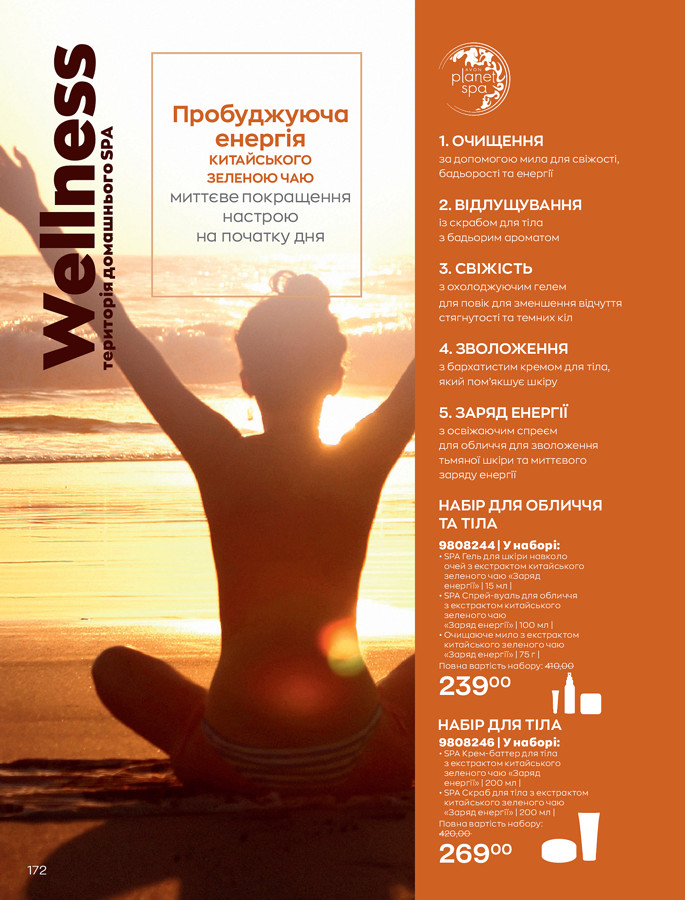 Wellness
територія домашнього SPA
Пробуджуюча
енергія
КИТАЙСЬКОГО
ЗЕЛЕНОЮ ЧАЮ
миттєве покращення
настрою
на початку дня
AVON
planet
spa
1. ОЧИЩЕННЯ
за допомогою мила для свіжості,
бадьорості та енергії
2. ВІДЛУЩУВАННЯ
із скрабом для тіла
з бадьорим ароматом
3. СВІЖІСТЬ
з охолоджуючим гелем
для повік для зменшення відчуття
стягнутості та темних кіл
4. ЗВОЛОЖЕННЯ
з бархатистим кремом для тіла,
який пом’якшує шкіру
5. ЗАРЯД ЕНЕРГІЇ
з освіжаючим спреєм
для обличчя для зволоження
тьмяної шкіри та миттєвого
заряду енергії
НАБІР ДЛЯ ОБЛИЧЧЯ
ТА ТІЛА
9808244 | У наборі:
• SPA Гель для шкіри навколо
очей з екстрактом китайського
зеленого чаю «Заряд
енергії» | 15 мл |
• SPA Спрей-вуаль для обличчя
з екстрактом китайського
зеленого чаю
«Заряд енергії» | 100 мл |
• Очищаюче мило з екстрактом
китайського зеленого чаю
«Заряд енергії» | 75 г |
Повна вартість набору: 410,00
239⁰⁰
НАБІР ДЛЯ ТІЛА
9808246 | У наборі:
• SPA Крем-баттер для тіла
з екстрактом китайського
зеленого чаю «Заряд
енергії» | 200 мл |
• SPA Скраб для тіла з екстрактом
китайського зеленого чаю
«Заряд енергії» | 200 мл |
Повна вартість набору:
420,00
269⁰⁰
172